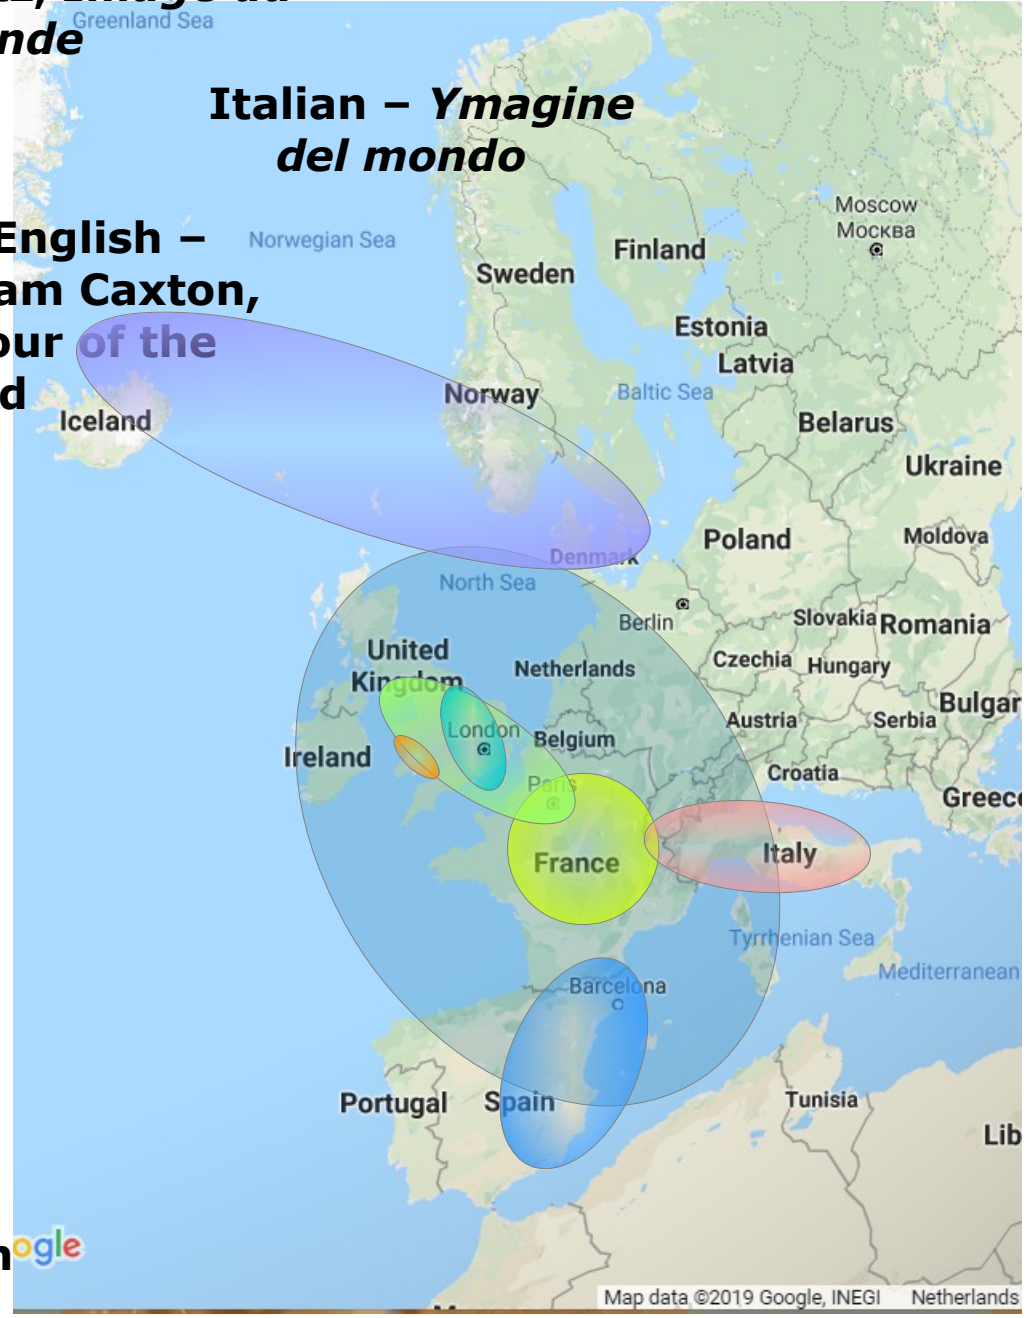 Greenland Sea
nde
Italian – Ymagine
del mondo
Moscow
Москва
English –
am Caxton,
our of the
d
Norwegian Sea
Finland
Sweden
Estonia
Latvia
Norway
Baltic Sea
Iceland
Belarus
Ukraine
Poland
Moldova
Denmark
North Sea
Berlin
Slovakia
Romania
United
Kingdom
Netherlands
Czechia
Hungary
Bulgar
Austria
Serbia
London
Belgium
Ireland
Croatia
Paris
Greec
France
Italy
Tyrrhenian Sea
Mediterranean
Barcelona
Portugal
Spain
Tunisia
Lib
n
ogle
Map data ©2019 Google, INEGI Netherlands